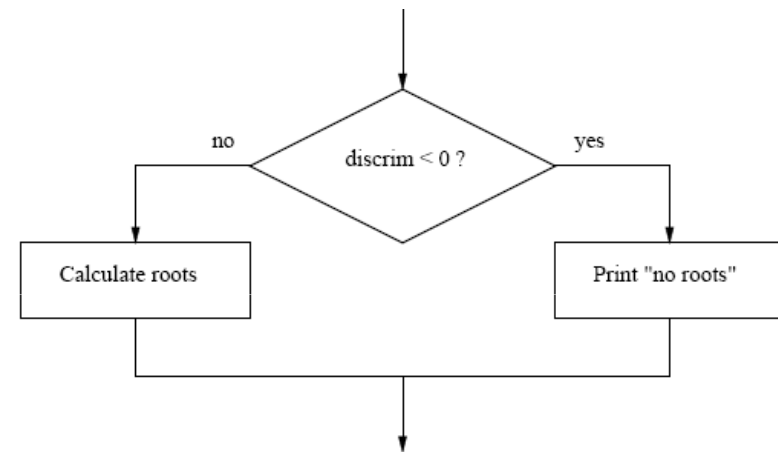 no
yes
discrim < 0 ?
Calculate roots
Print "no roots"